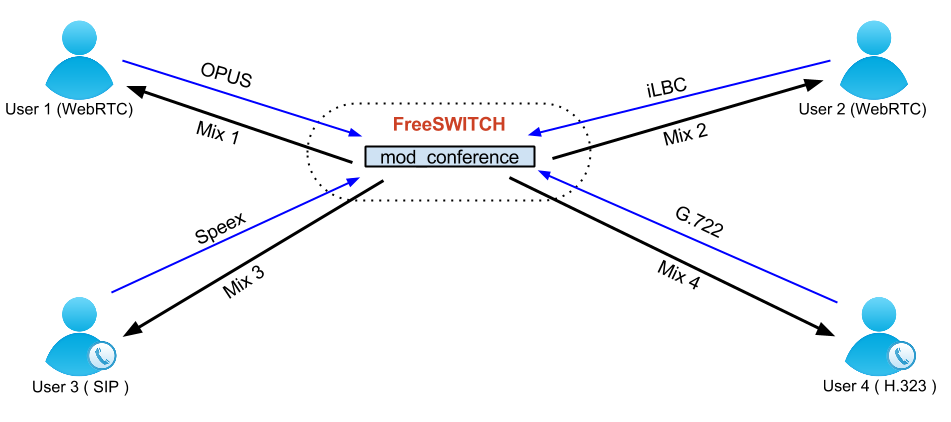 OPUS
iLBC
User 1 (WebRTC)
User 2 (WebRTC)
Mix 1
FreeSWITCH
Mix 2
mod_conference
Speex
G.722
Mix 3
Mix 4
User 3 ( SIP )
User 4 ( H.323 )